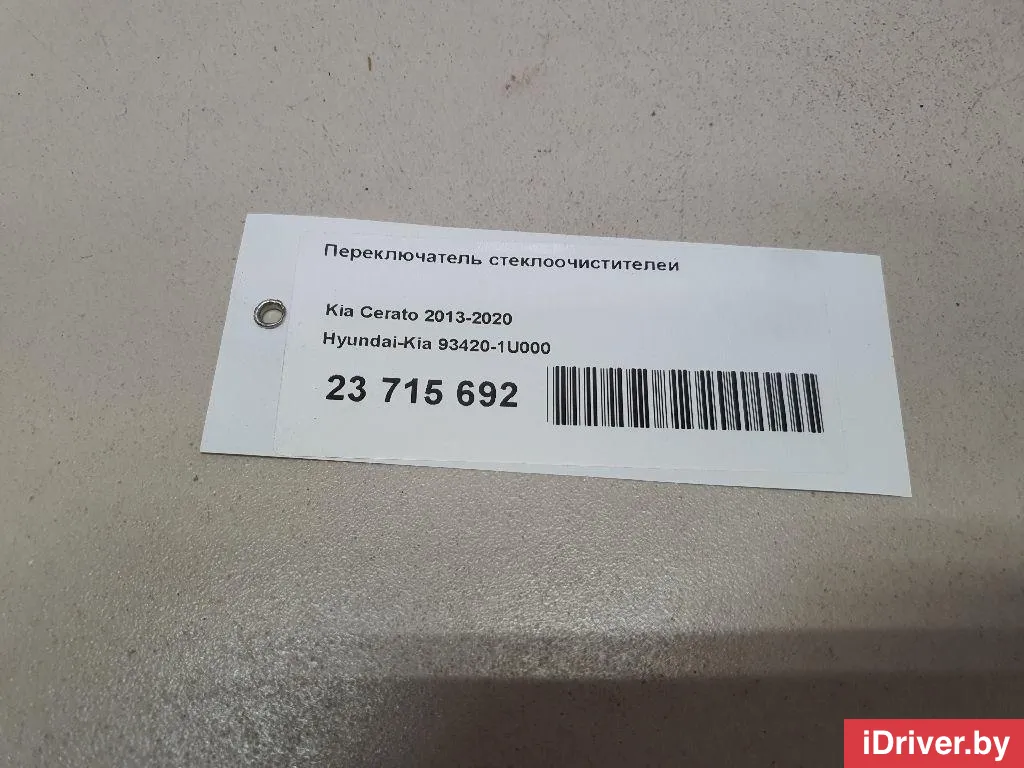 Переключатель стеклоочистителей
Kia Cerato 2013-2020
Hyundai-Kia 93420-1U000
23 715 692
iDriver.by